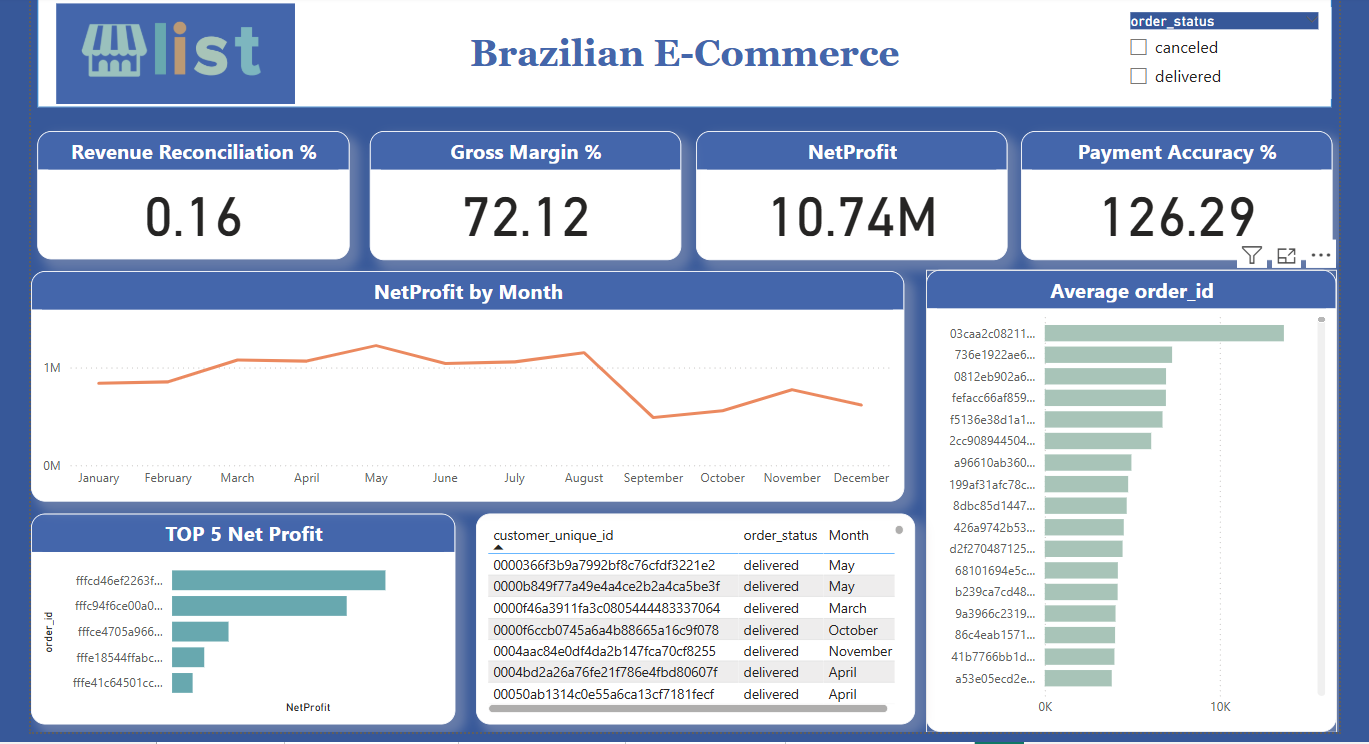 list
Brazilian E-Commerce
order_status
canceled
delivered
Revenue Reconciliation %
0.16
Gross Margin %
72.12
NetProfit
10.74M
Payment Accuracy %
126.29
NetProfit by Month
1M
0M
January February March April May June July August September October November December
Average order_id
03caa2c08211...
736e1922ae6...
0812eb902a6...
fefacc66af859...
f5136e38d1a1...
2cc908944504...
a96610ab360...
199af31afc78c...
8dbc85d1447...
426a9742b53...
d2f270487125...
68101694e5c...
b239ca7cd48...
9a3966c2319...
86c4eab1571...
41b7766bb1d...
a53e05ecd2e...
0K 10K
TOP 5 Net Profit
order_id
fffcd46ef2263f...
fffc94f6ce00a0...
fffce4705a966...
fffe18544ffabc...
fffe41c64501cc...
NetProfit
customer_unique_id order_status Month
0000366f3b9a7992bf8c76cfdf3221e2 delivered May
0000b849f77a49e4a4ce2b2a4ca5be3f delivered May
0000f46a3911fa3c0805444483337064 delivered March
0000f6ccb0745a6a4b88665a16c9f078 delivered October
0004aac84e0df4da2b147fca70cf8255 delivered November
0004bd2a26a76fe21f786e4fbd80607f delivered April
00050ab1314c0e55a6ca13cf7181fecf delivered April